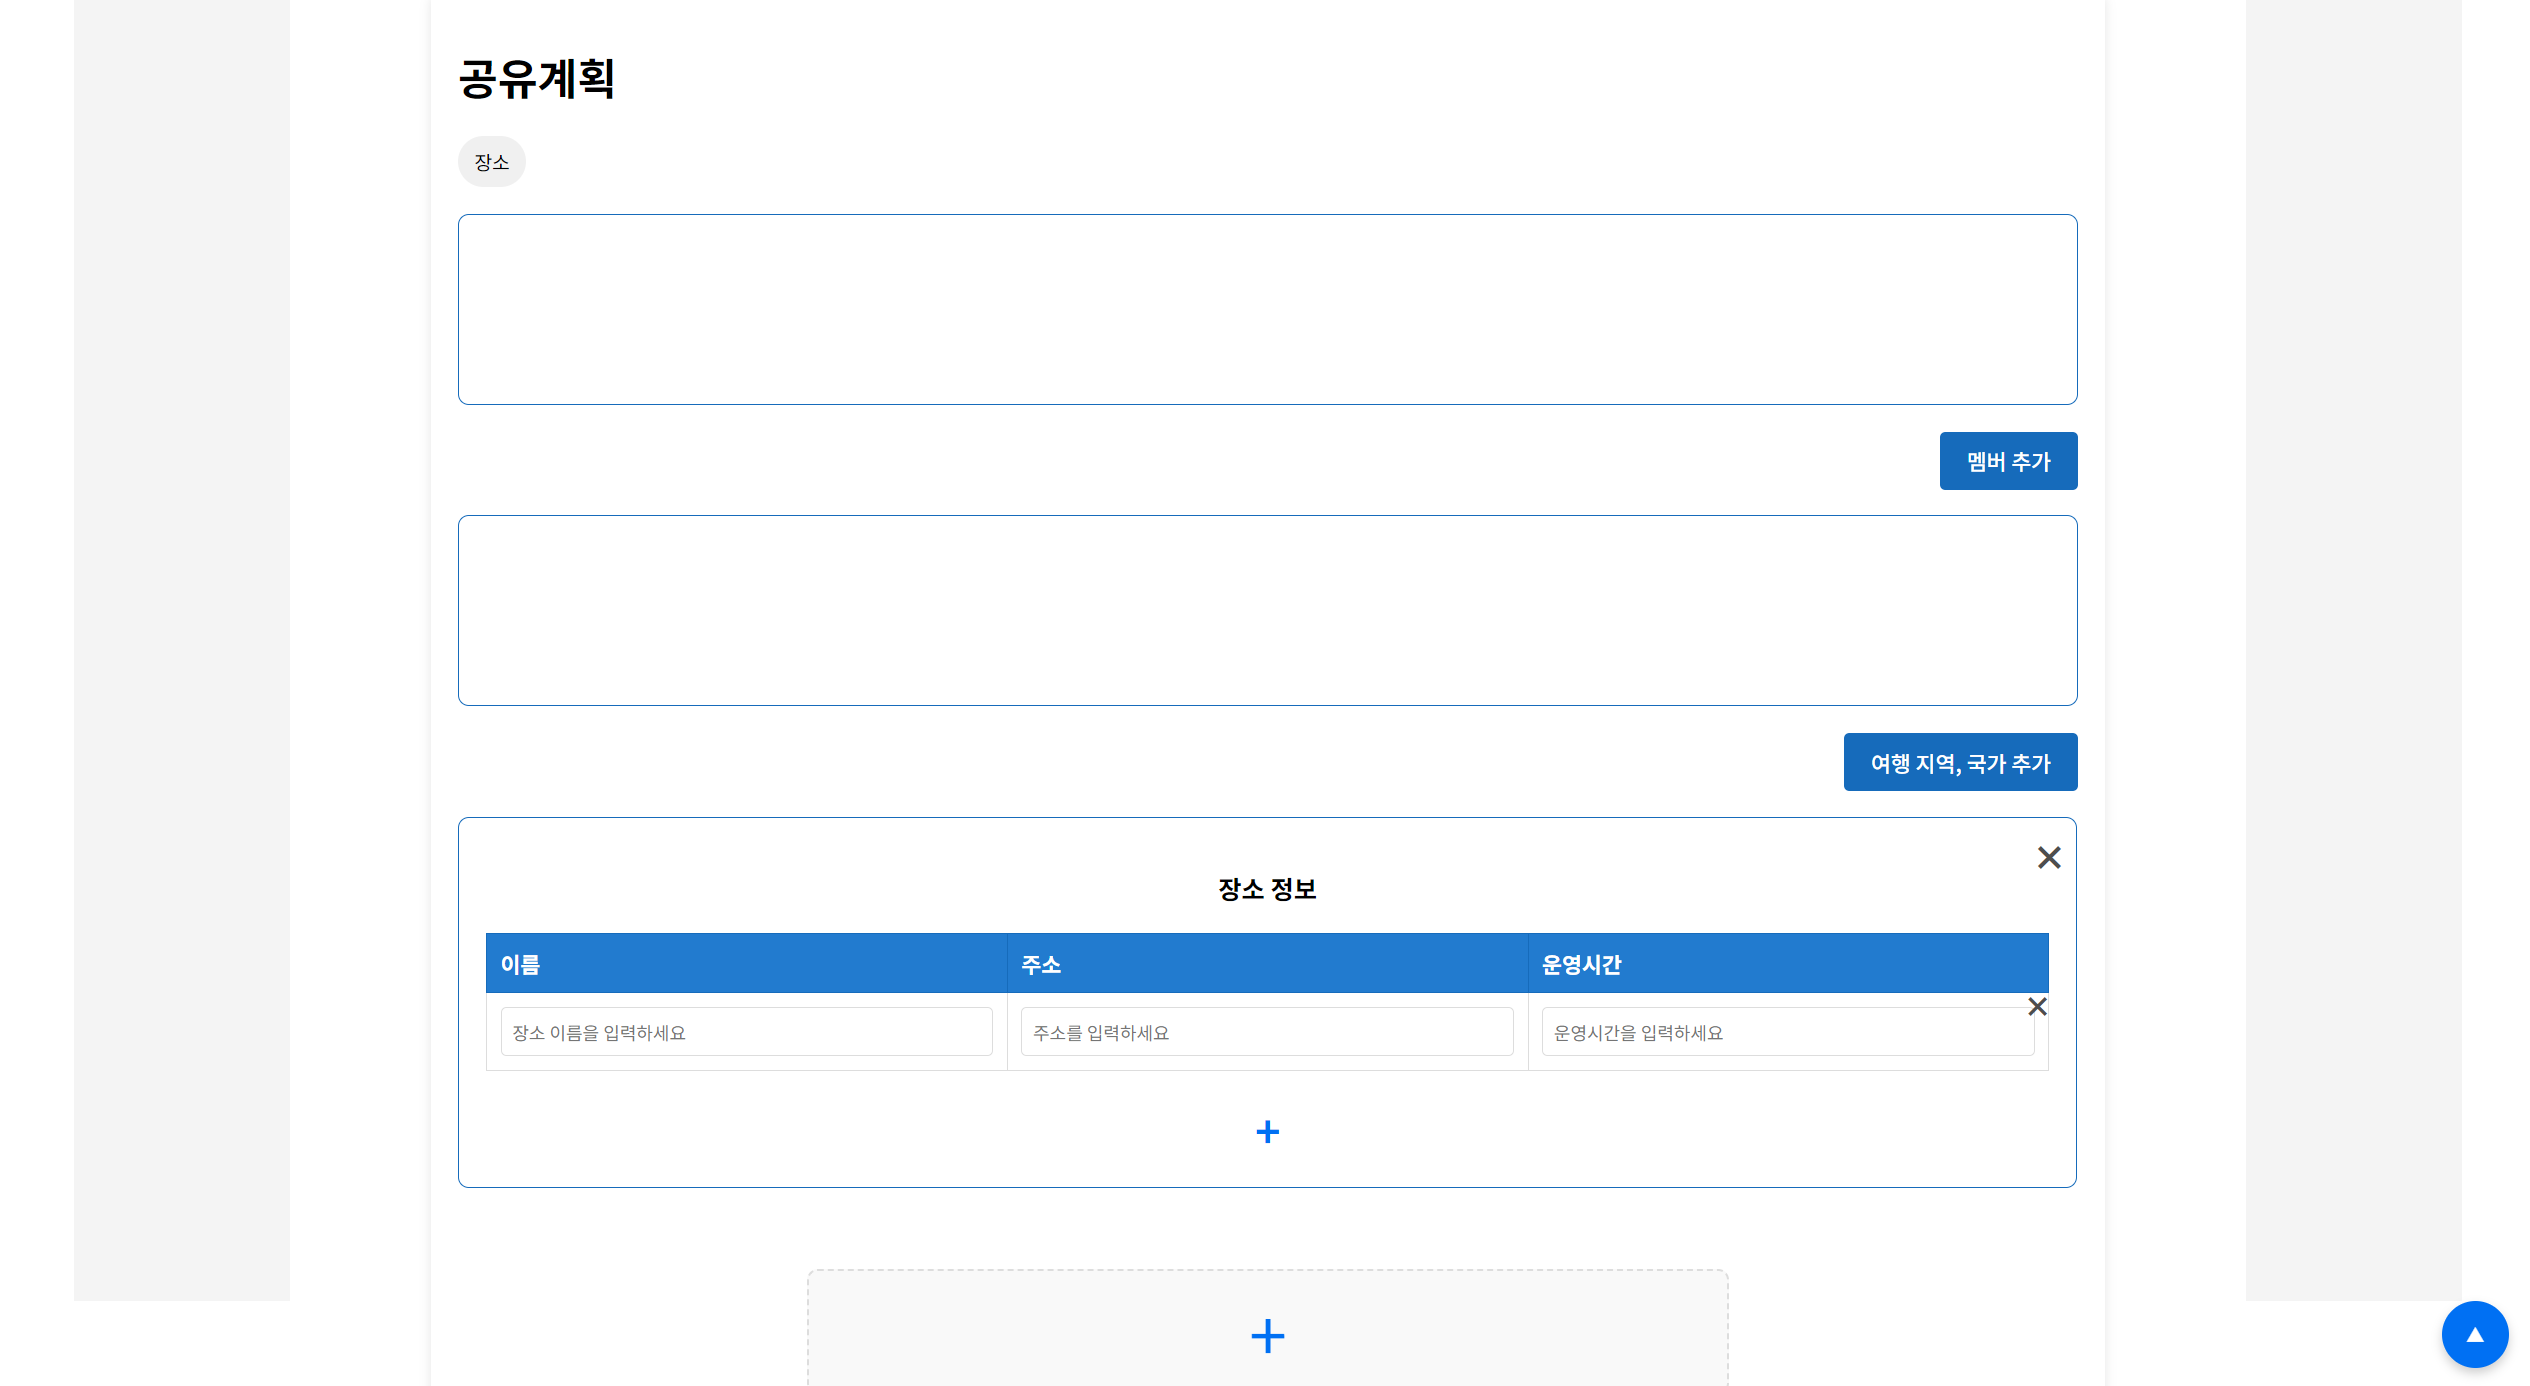 공유계획
장소
멤버 추가
여행 지역, 국가 추가
장소 정보
이름 주소 운영시간
장소 이름을 입력하세요 주소를 입력하세요 운영시간을 입력하세요